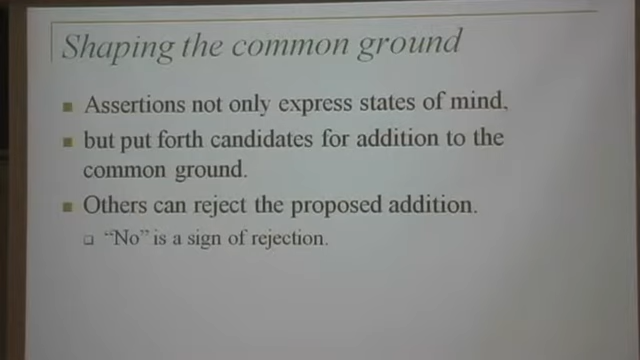 Shaping the common ground
Assertions not only express states of mind,
but put forth candidates for addition to the
common ground.
Others can reject the proposed addition.
“No” is a sign of rejection.